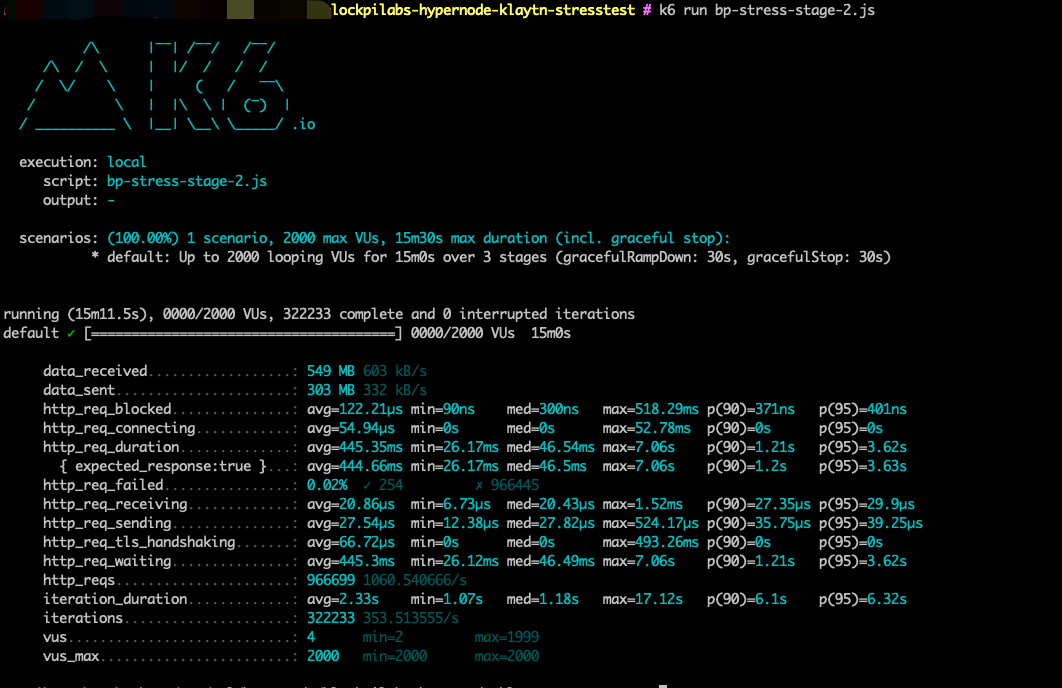 lockpilabs-hypernode-klaytn-stresstest # k6 run bp-stress-stage-2.js
.io
execution: local
script: bp-stress-stage-2.js
output: -
scenarios: (100.00%) 1 scenario, 2000 max VUs, 15m30s max duration (incl. graceful stop):
* default: Up to 2000 looping VUs for 15m0s over 3 stages (gracefulRampDown: 30s, gracefulStop: 30s)
running (15m11.5s), 0000/2000 VUs, 322233 complete and 0 interrupted iterations
default ✓ [======================================] 0000/2000 VUs  15m0s
data_received..................: 549 MB 603 kB/s
data_sent......................: 303 MB 332 kB/s
http_req_blocked...............: avg=122.21µs min=90ns    med=300ns   max=518.29ms p(90)=371ns   p(95)=401ns
http_req_connecting............: avg=54.94µs  min=0s      med=0s      max=52.78ms  p(90)=0s      p(95)=0s
http_req_duration..............: avg=445.35ms min=26.17ms med=46.54ms max=7.06s    p(90)=1.21s   p(95)=3.62s
{ expected_response:true }...: avg=444.66ms min=26.17ms med=46.5ms  max=7.06s    p(90)=1.2s    p(95)=3.63s
http_req_failed................: 0.02%  ✓ 254         ✗ 966445
http_req_receiving.............: avg=20.86µs  min=6.73µs  med=20.43µs max=1.52ms   p(90)=27.35µs p(95)=29.9µs
http_req_sending...............: avg=27.54µs  min=12.38µs med=27.82µs max=524.17µs p(90)=35.75µs p(95)=39.25µs
http_req_tls_handshaking.......: avg=66.72µs  min=0s      med=0s      max=493.26ms p(90)=0s      p(95)=0s
http_req_waiting...............: avg=445.3ms  min=26.12ms med=46.49ms max=7.06s    p(90)=1.21s   p(95)=3.62s
http_reqs......................: 966699 1060.540666/s
iteration_duration.............: avg=2.33s    min=1.07s   med=1.18s   max=17.12s   p(90)=6.1s    p(95)=6.32s
iterations.....................: 322233 353.513555/s
vus............................: 4      min=2         max=1999
vus_max........................: 2000   min=2000      max=2000